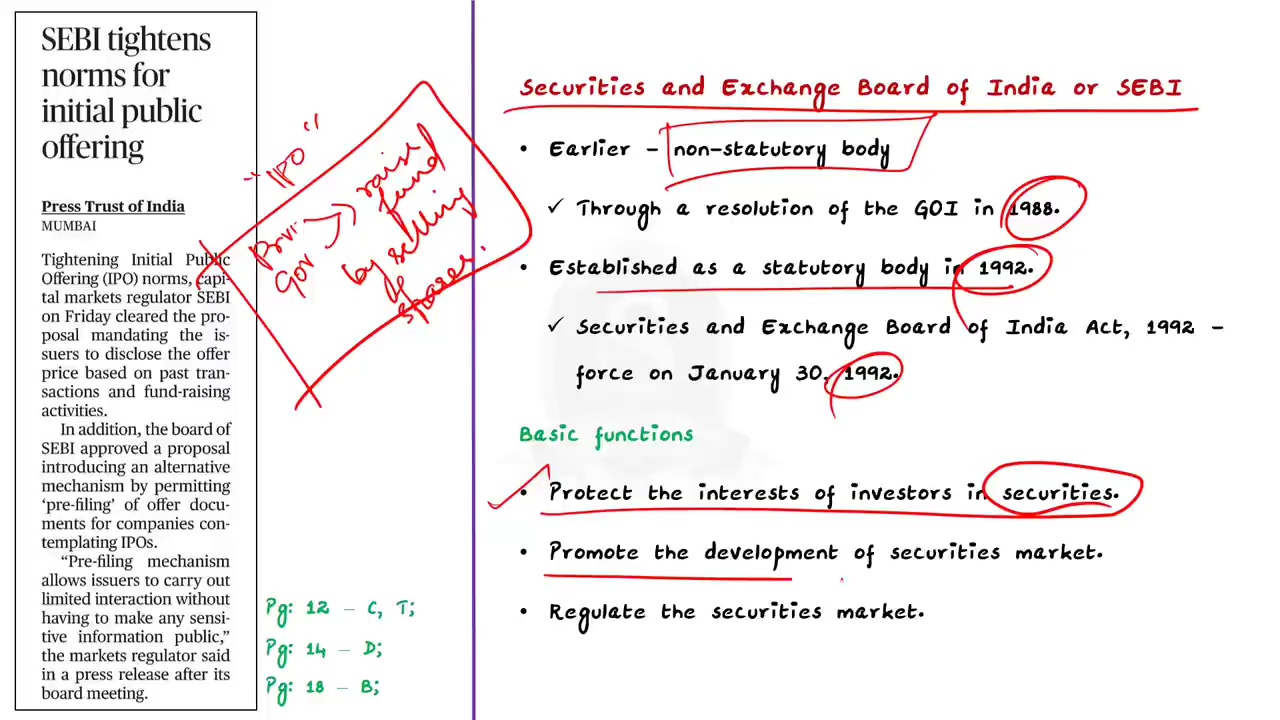 SEBI tightens
norms for
initial public
offering
Press Trust of India
MUMBAI
Tightening Initial Public
Offering (IPO) norms, capi-
tal markets regulator SEBI
on Friday cleared the pro-
posal mandating the is-
suers to disclose the offer
price based on past tran-
sactions and fund-raising
activities.
In addition, the board of
SEBI approved a proposal
introducing an alternative
mechanism by permitting
‘pre-filing’ of offer docu-
ments for companies con-
templating IPOs.
“Pre-filing mechanism
allows issuers to carry out
limited interaction without
having to make any sensi-
tive information public,”
the markets regulator said
in a press release after its
board meeting.
"IPO"
Pvri
Gov
raise
fund
by selling
of
shares.
Pg: 12 – C, T;
Pg: 14 – D;
Pg: 18 – B;
Securities and Exchange Board of India or SEBI
• Earlier – non-statutory body
✓ Through a resolution of the GOI in 1988.
• Established as a statutory body in 1992.
✓ Securities and Exchange Board of India Act, 1992 –
force on January 30, 1992.
Basic functions
• Protect the interests of investors in securities.
• Promote the development of securities market.
• Regulate the securities market.